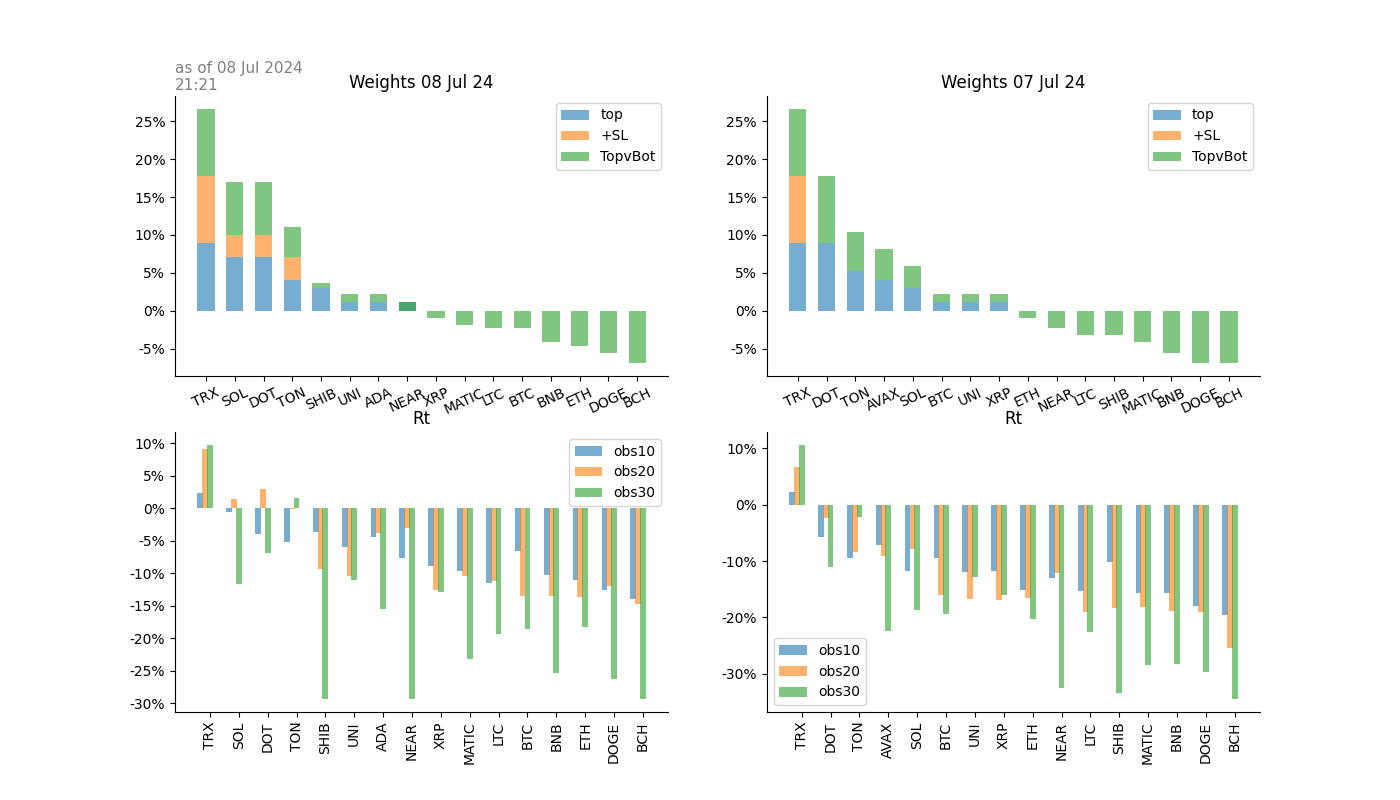 as of 08 Jul 2024
21:21
Weights 08 Jul 24
25%
20%
15%
10%
5%
0%
-5%
top
+SL
TopvBot
TRX SOL DOT TON SHIB UNI ADA NEAR XRP MATIC LTC BTC BNB ETH DOGE BCH
Weights 07 Jul 24
25%
20%
15%
10%
5%
0%
-5%
top
+SL
TopvBot
TRX DOT TON AVAX SOL BTC UNI XRP ETH NEAR LTC SHIB MATIC BNB DOGE BCH
Rt
10%
5%
0%
-5%
-10%
-15%
-20%
-25%
-30%
obs10
obs20
obs30
TRX SOL DOT TON SHIB UNI ADA NEAR XRP MATIC LTC BTC BNB ETH DOGE BCH
Rt
10%
0%
-10%
-20%
-30%
obs10
obs20
obs30
TRX DOT TON AVAX SOL BTC UNI XRP ETH NEAR LTC SHIB MATIC BNB DOGE BCH